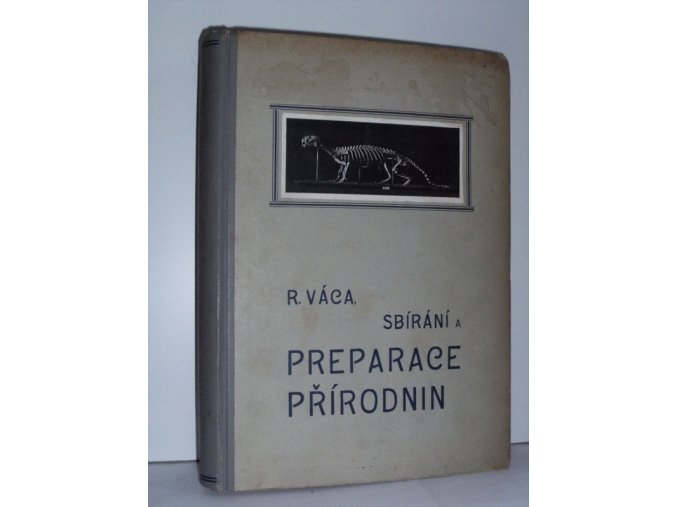 R. VÁCA,
SBÍRÁNÍ A
PREPARACE
PŘÍRODNIN